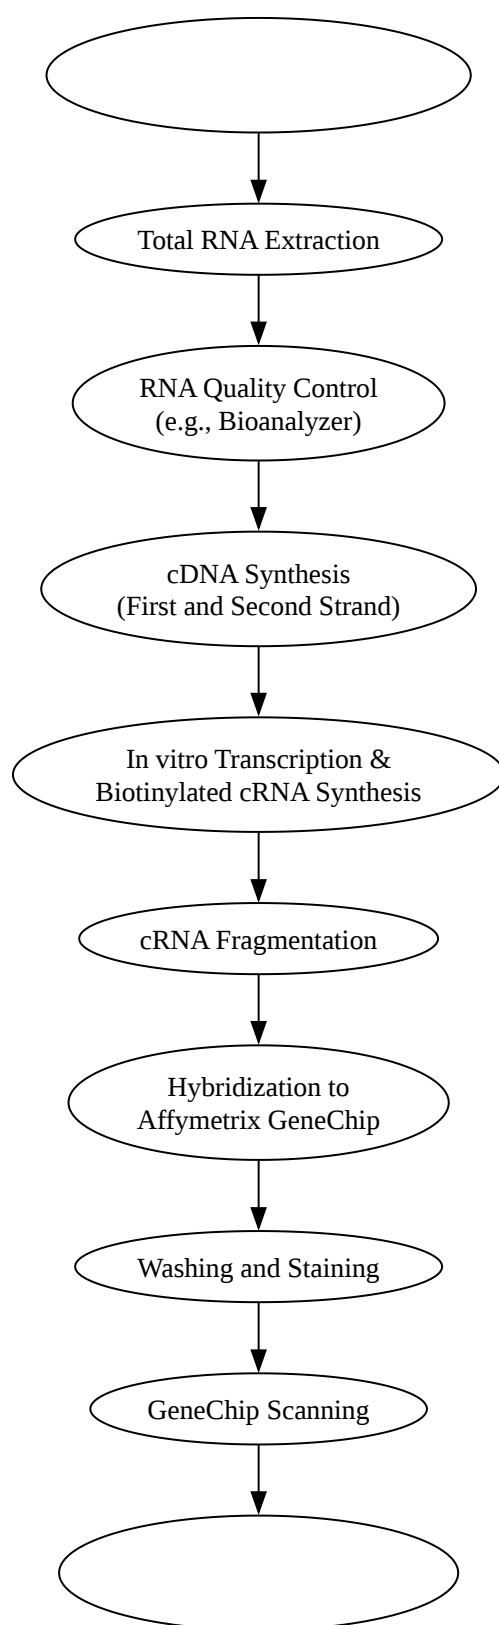 Total RNA Extraction
RNA Quality Control
(e.g., Bioanalyzer)
cDNA Synthesis
(First and Second Strand)
In vitro Transcription &
Biotinylated cRNA Synthesis
cRNA Fragmentation
Hybridization to
Affymetrix GeneChip
Washing and Staining
GeneChip Scanning